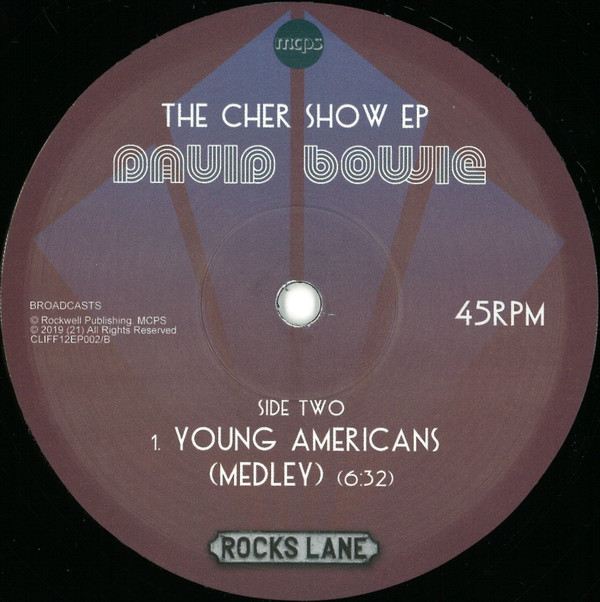 mcps
THE CHER SHOW EP
DAVID BOWIE
BROADCASTS
© Rockwell Publishing, MCPS
© 2019 (21) All Rights Reserved
CLIFF12EP002/B
45RPM
SIDE TWO
1. YOUNG AMERICANS
(MEDLEY) (6:32)
ROCKS LANE